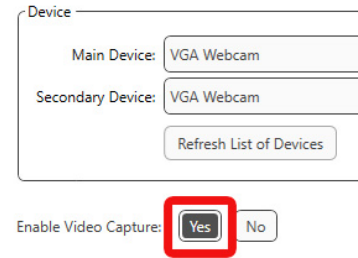 Device
Main Device: VGA Webcam
Secondary Device: VGA Webcam
Refresh List of Devices
Enable Video Capture: Yes No